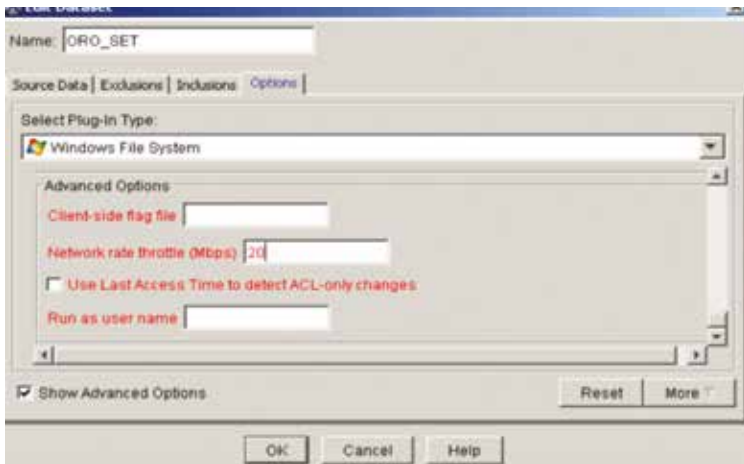 Edit Dataset
Name: ORO_SET
Source Data Exclusions Inclusions Options
Select Plug-In Type:
Windows File System
Advanced Options
Client-side flag file
Network rate throttle (Mbps) 20
Use Last Access Time to detect ACL-only changes
Run as user name
Show Advanced Options
Reset More
OK Cancel Help